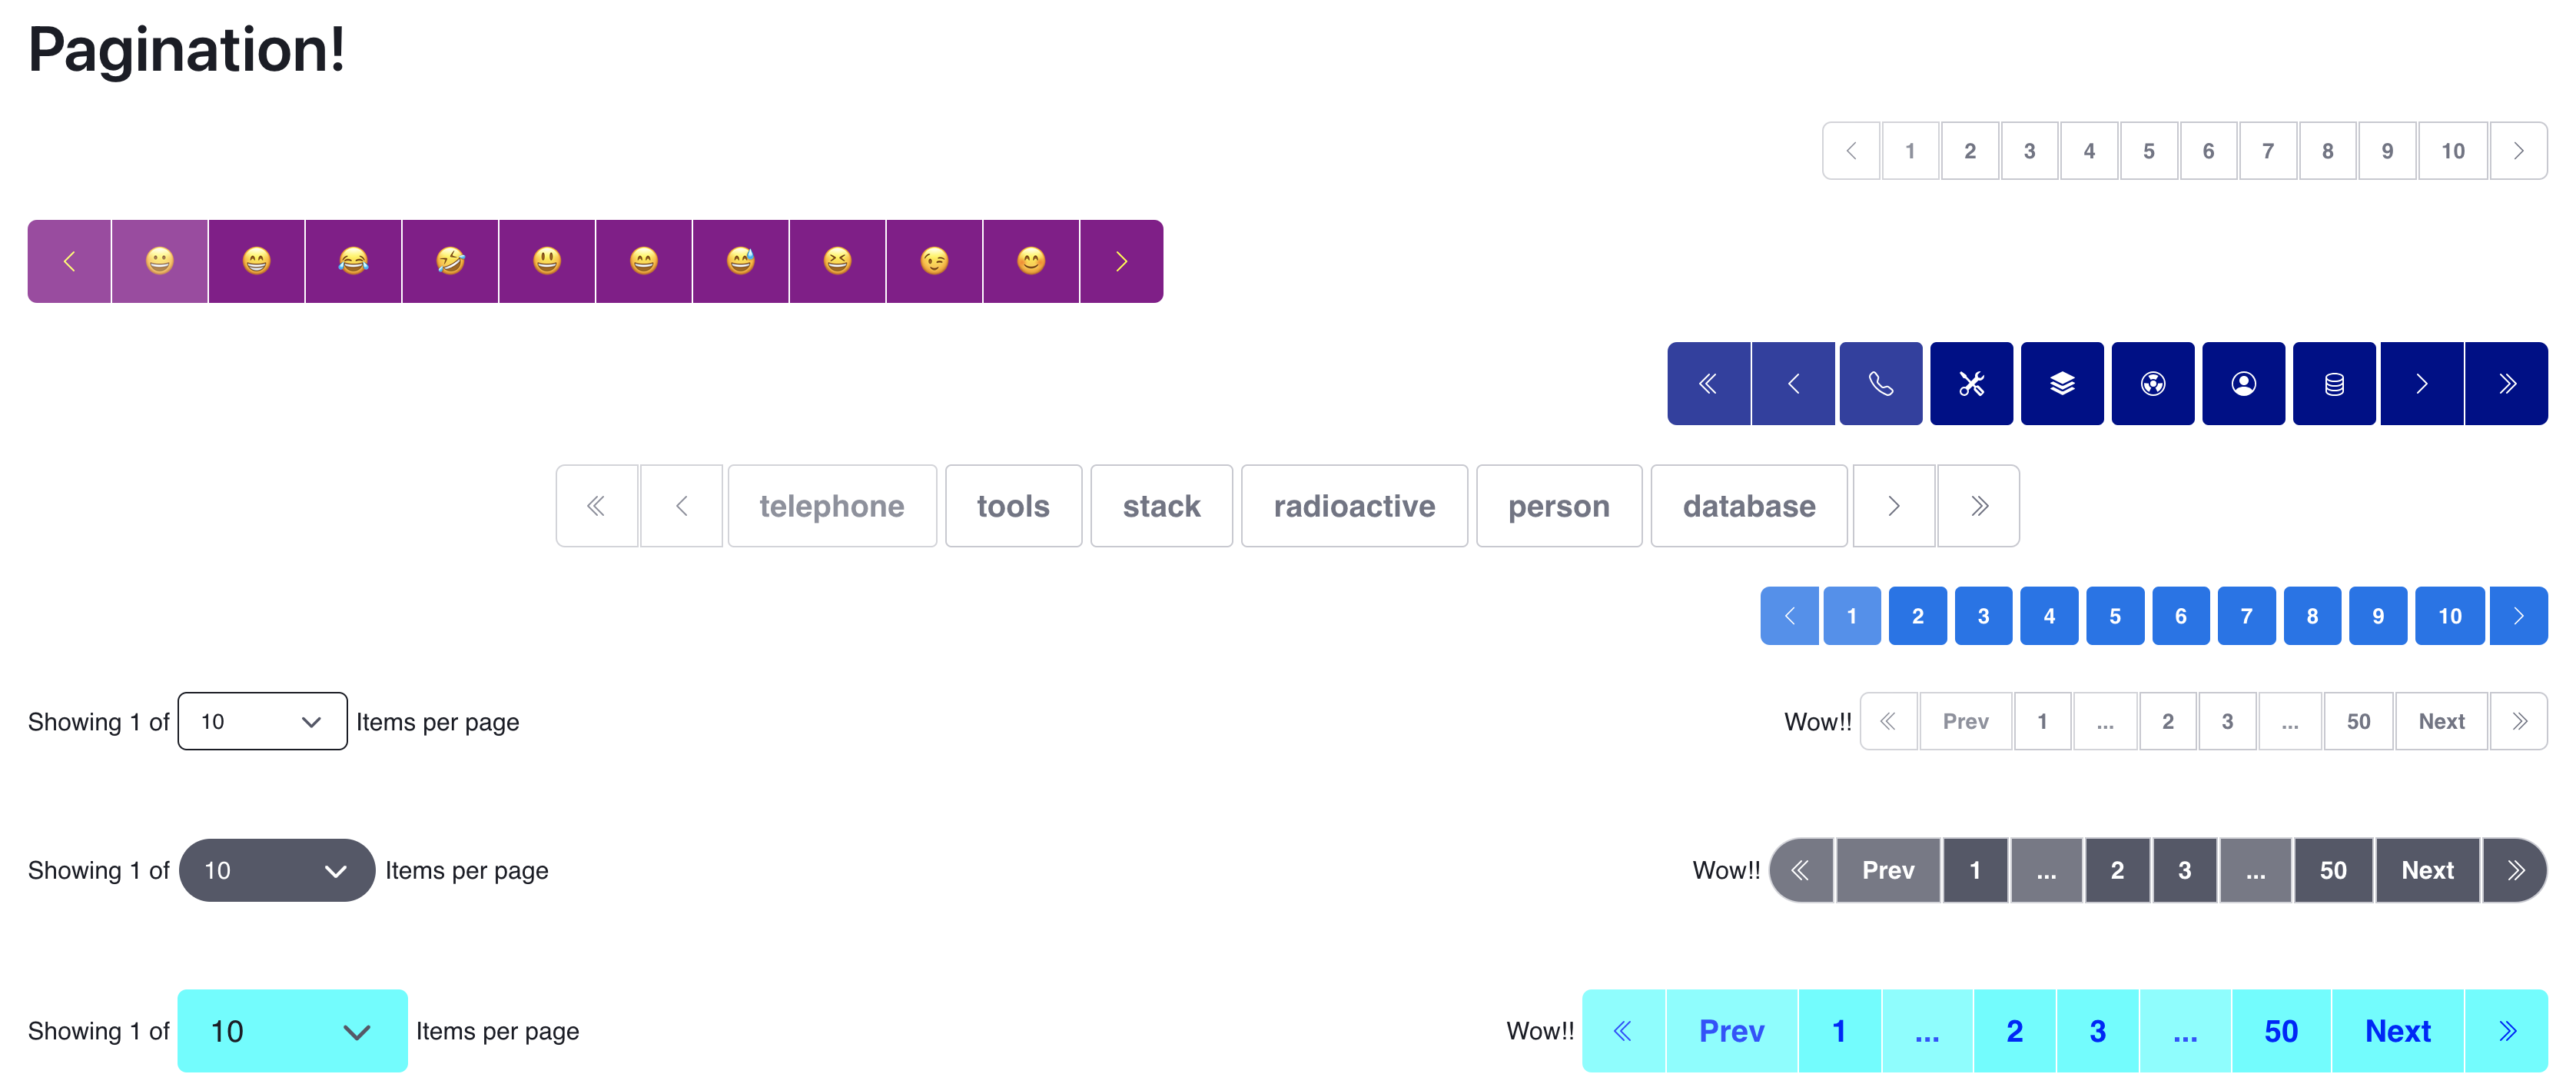 Pagination!
1 2 3 4 5 6 7 8 9 10
telephone tools stack radioactive person database
1 2 3 4 5 6 7 8 9 10
Showing 1 of 10 Items per page Wow!! Prev 1 ... 2 3 ... 50 Next
Showing 1 of 10 Items per page Wow!! Prev 1 ... 2 3 ... 50 Next
Showing 1 of 10 Items per page Wow!! Prev 1 ... 2 3 ... 50 Next